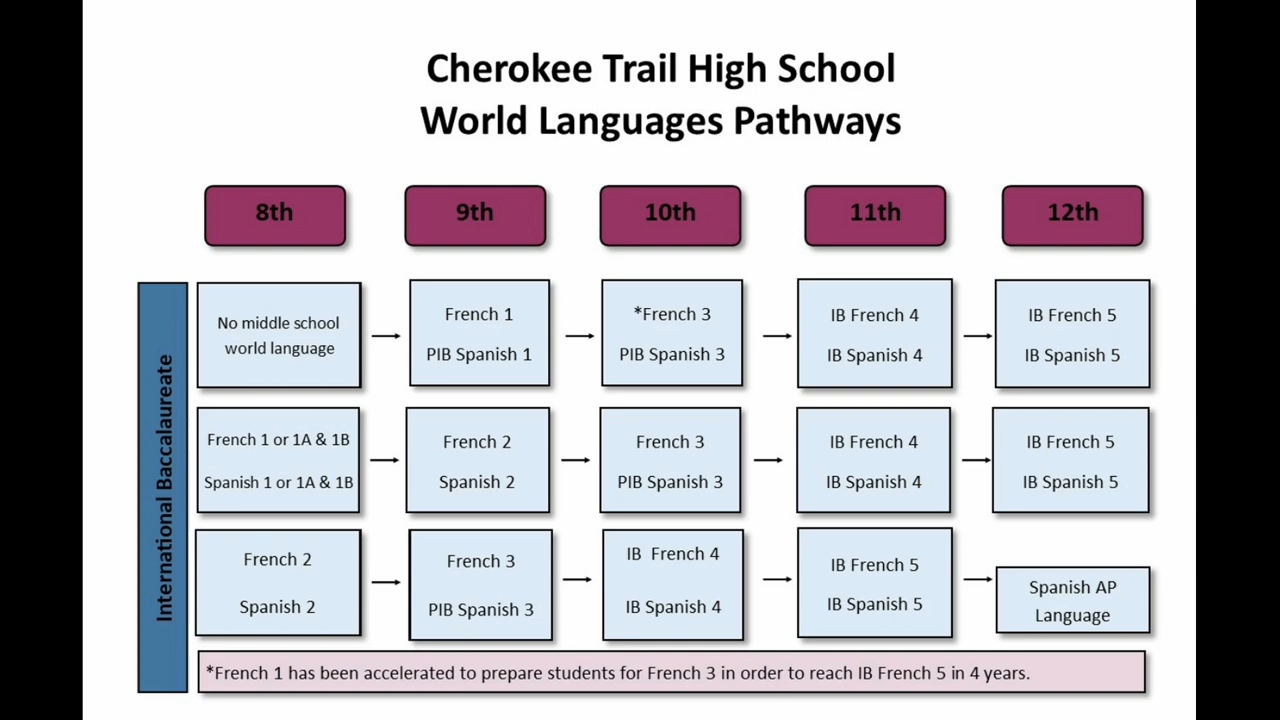 Cherokee Trail High School
World Languages Pathways
8th
9th
10th
11th
12th
International Baccalaureate
No middle school
world language
French 1
PIB Spanish 1
*French 3
PIB Spanish 3
IB French 4
IB Spanish 4
IB French 5
IB Spanish 5
French 1 or 1A & 1B
Spanish 1 or 1A & 1B
French 2
Spanish 2
French 3
PIB Spanish 3
IB French 4
IB Spanish 4
IB French 5
IB Spanish 5
French 2
Spanish 2
French 3
PIB Spanish 3
IB French 4
IB Spanish 4
IB French 5
IB Spanish 5
Spanish AP
Language
*French 1 has been accelerated to prepare students for French 3 in order to reach IB French 5 in 4 years.